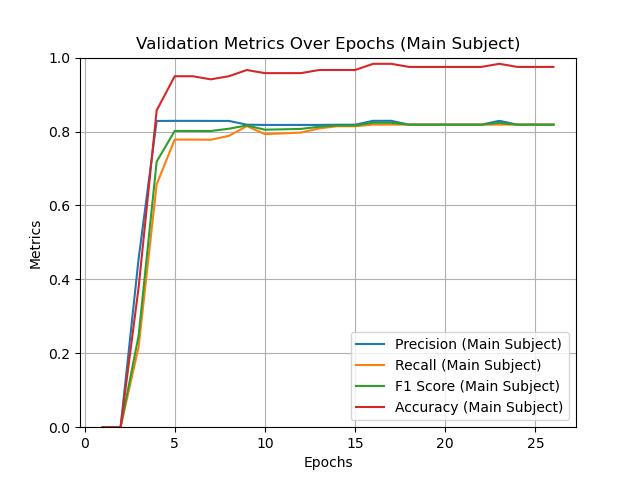 Validation Metrics Over Epochs (Main Subject)
1.0
0.8
0.6
0.4
0.2
0.0
Metrics
0 5 10 15 20 25
Epochs
Precision (Main Subject)
Recall (Main Subject)
F1 Score (Main Subject)
Accuracy (Main Subject)